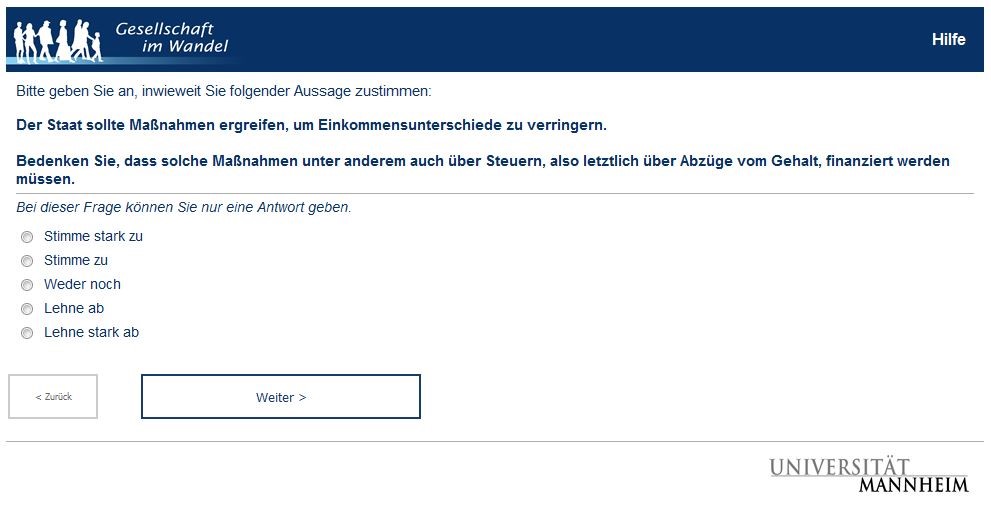 Gesellschaft
im Wandel
Hilfe
Bitte geben Sie an, inwieweit Sie folgender Aussage zustimmen:
Der Staat sollte Maßnahmen ergreifen, um Einkommensunterschiede zu verringern.
Bedenken Sie, dass solche Maßnahmen unter anderem auch über Steuern, also letztlich über Abzüge vom Gehalt, finanziert werden
müssen.
Bei dieser Frage können Sie nur eine Antwort geben.
Stimme stark zu
Stimme zu
Weder noch
Lehne ab
Lehne stark ab
< Zurück
Weiter >
UNIVERSITÄT
MANNHEIM